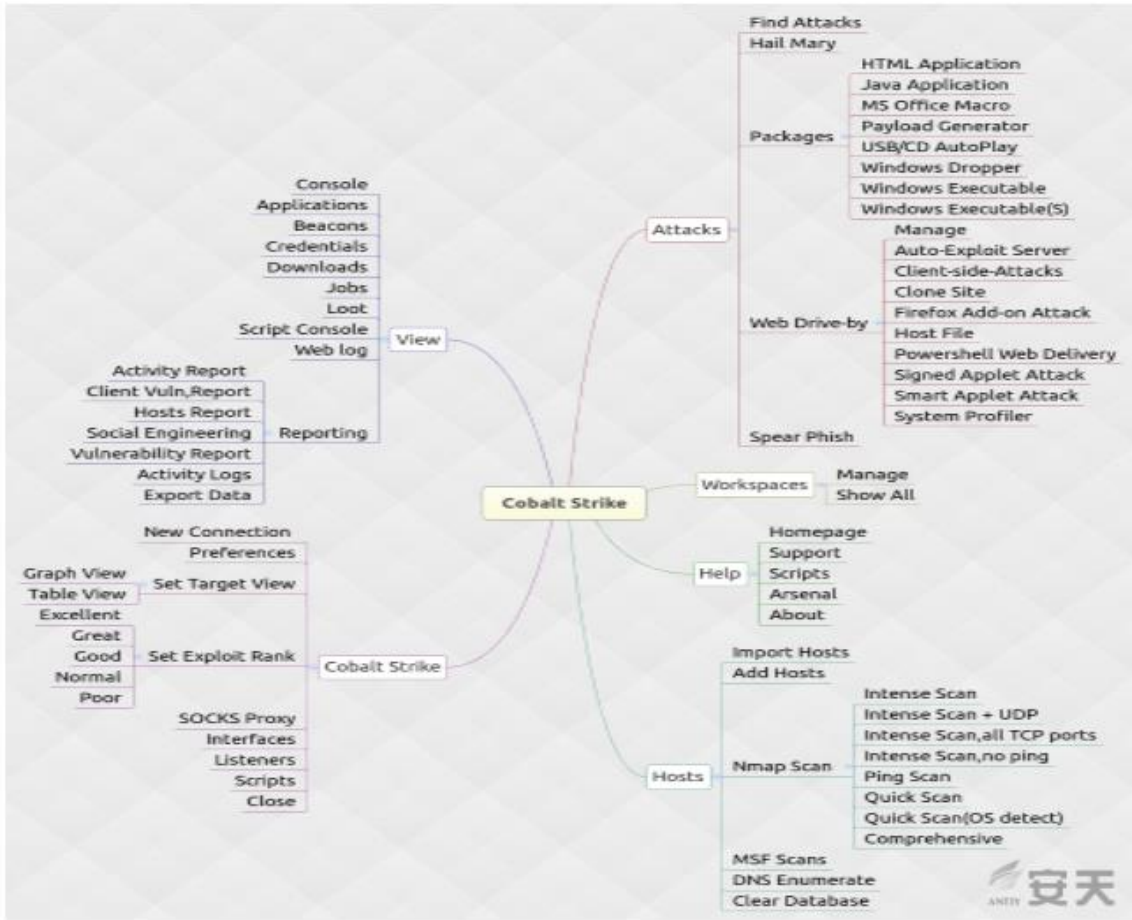 Cobalt Strike
Attacks
Find Attacks
Hail Mary
Packages
HTML Application
Java Application
MS Office Macro
Payload Generator
USB/CD AutoPlay
Windows Dropper
Windows Executable
Windows Executable(S)
Web Drive-by
Manage
Auto-Exploit Server
Client-side-Attacks
Clone Site
Firefox Add-on Attack
Host File
Powershell Web Delivery
Signed Applet Attack
Smart Applet Attack
System Profiler
Spear Phish
Workspaces
Manage
Show All
Help
Homepage
Support
Scripts
Arsenal
About
Hosts
Import Hosts
Add Hosts
Nmap Scan
Intense Scan
Intense Scan + UDP
Intense Scan,all TCP ports
Intense Scan,no ping
Ping Scan
Quick Scan
Quick Scan(OS detect)
Comprehensive
MSF Scans
DNS Enumerate
Clear Database
View
Console
Applications
Beacons
Credentials
Downloads
Jobs
Loot
Script Console
Web log
Reporting
Activity Report
Client Vuln,Report
Hosts Report
Social Engineering
Vulnerability Report
Activity Logs
Export Data
Cobalt Strike
New Connection
Preferences
Set Target View
Graph View
Table View
Set Exploit Rank
Excellent
Great
Good
Normal
Poor
SOCKS Proxy
Interfaces
Listeners
Scripts
Close
ANTIY 安天